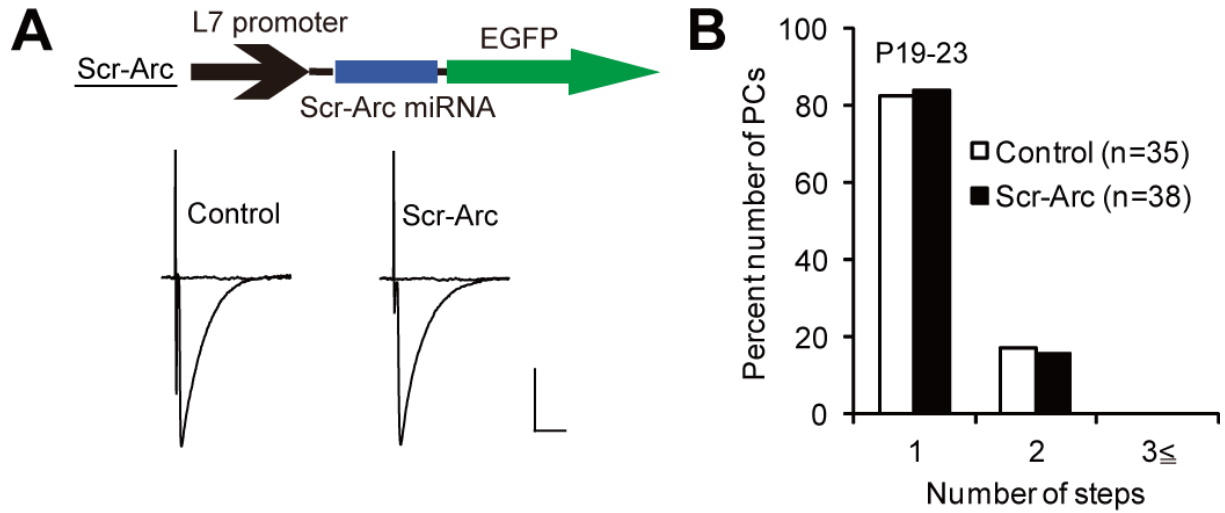 A
L7 promoter
EGFP
Scr-Arc
Scr-Arc miRNA
Control
Scr-Arc
B
100
80
60
40
20
0
Percent number of PCs
P19-23
Control (n=35)
Scr-Arc (n=38)
1
2
3≦
Number of steps